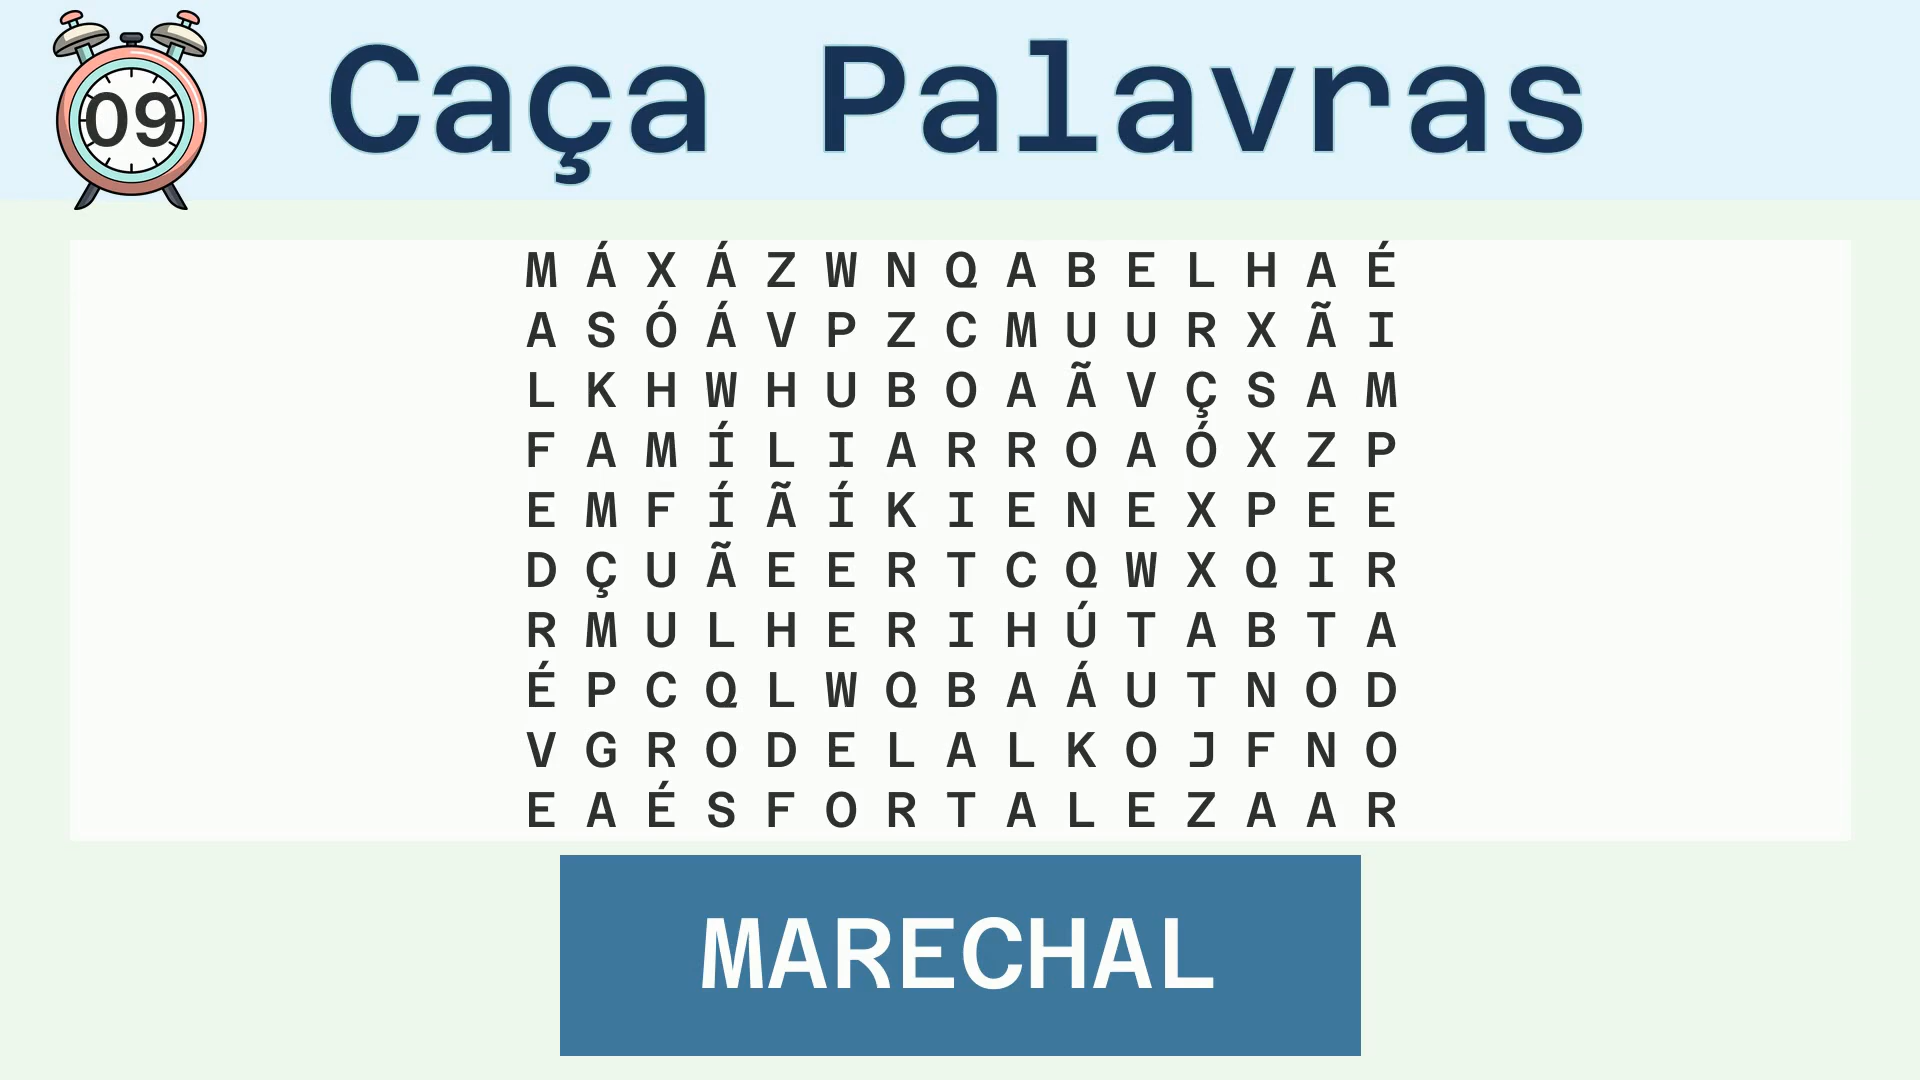 09
Caça Palavras
M Á X Á Z W N Q A B E L H A É
A S Ó Á V P Z C M U U R X Ã I
L K H W H U B O A Ã V Ç S A M
F A M Í L I A R R O A Ó X Z P
E M F Í Ã Í K I E N E X P E E
D Ç U Ã E E R T C Q W X Q I R
R M U L H E R I H Ú T A B T A
É P C Q L W Q B A Á U T N O D
V G R O D E L A L K O J F N O
E A É S F O R T A L E Z A A R
MARECHAL